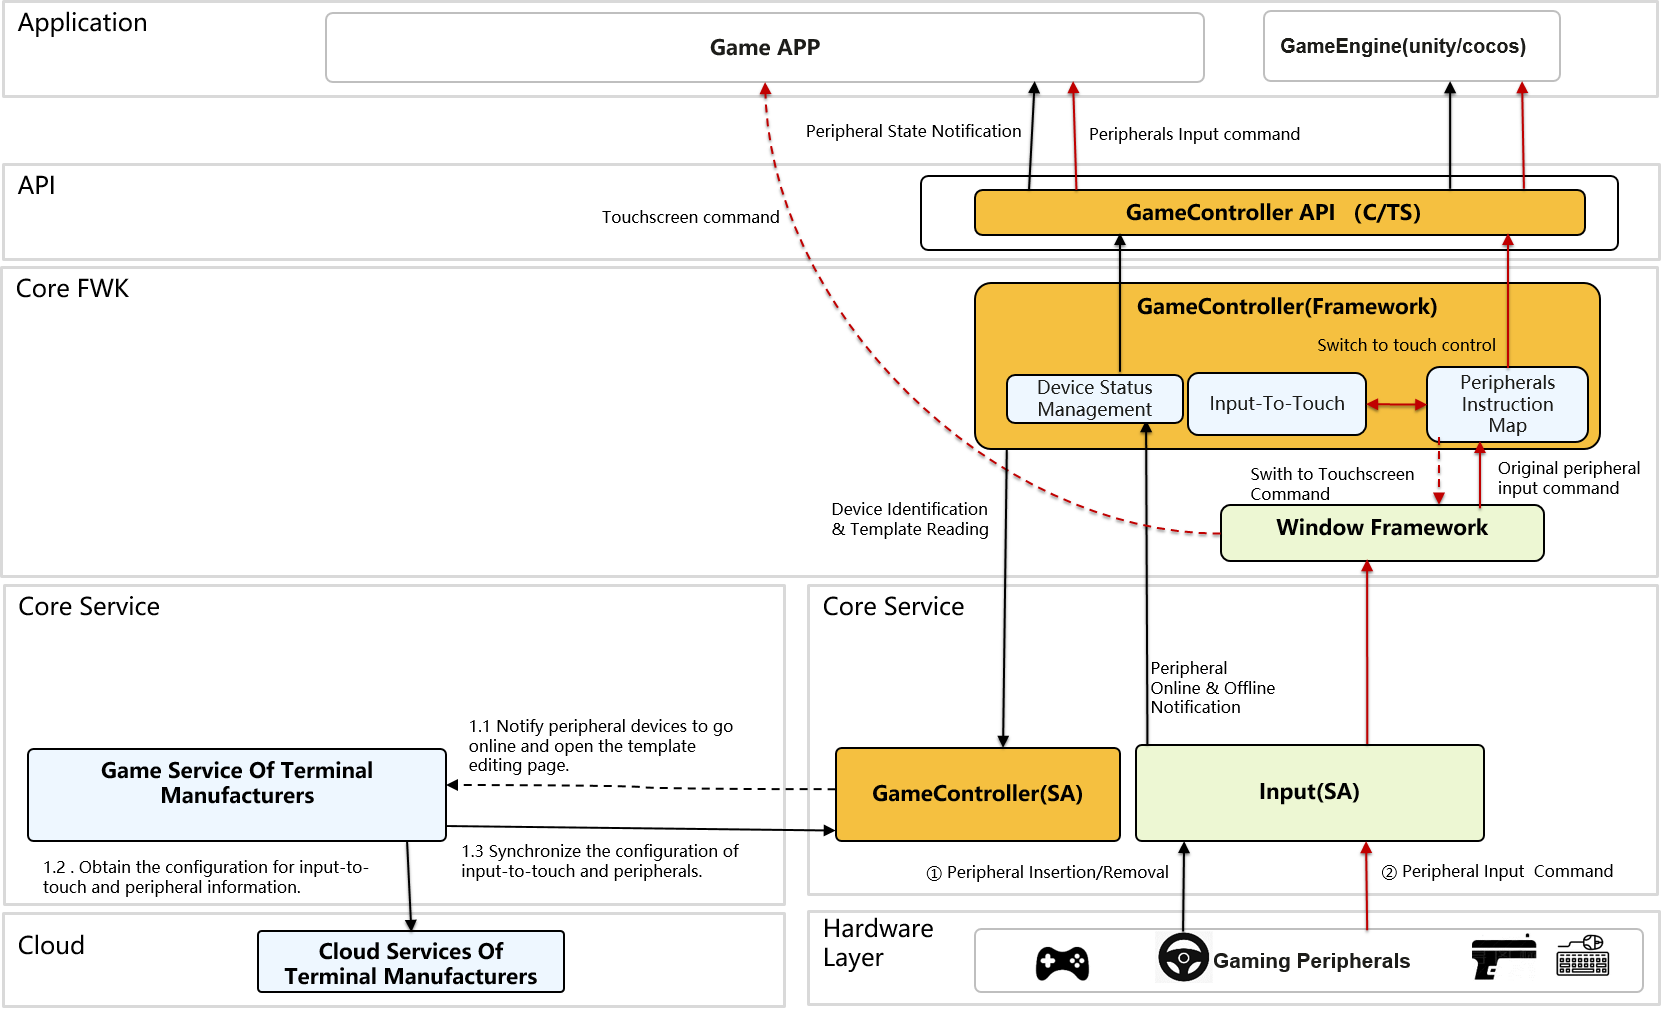 Application
Game APP
GameEngine(unity/cocos)
Peripheral State Notification
Peripherals Input command
API
Touchscreen command
GameController API (C/TS)
Core FWK
GameController(Framework)
Switch to touch control
Device Status
Management
Input-To-Touch
Peripherals
Instruction
Map
Swith to Touchscreen
Command
Original peripheral
input command
Device Identification
& Template Reading
Window Framework
Core Service
Core Service
Peripheral
Online & Offline
Notification
1.1 Notify peripheral devices to go
online and open the template
editing page.
Game Service Of Terminal
Manufacturers
GameController(SA)
Input(SA)
1.2 . Obtain the configuration for input-to-
touch and peripheral information.
1.3 Synchronize the configuration of
input-to-touch and peripherals.
① Peripheral Insertion/Removal
② Peripheral Input Command
Cloud
Cloud Services Of
Terminal Manufacturers
Hardware
Layer
Gaming Peripherals